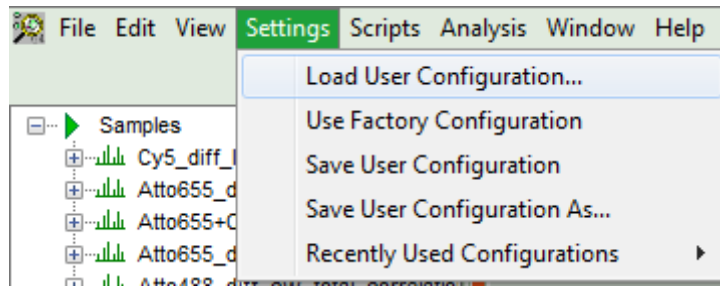 File Edit View Settings Scripts Analysis Window Help
Load User Configuration...
Use Factory Configuration
Save User Configuration
Save User Configuration As...
Recently Used Configurations
Samples
Cy5_diff_
Atto655_d
Atto655+C
Atto655_d